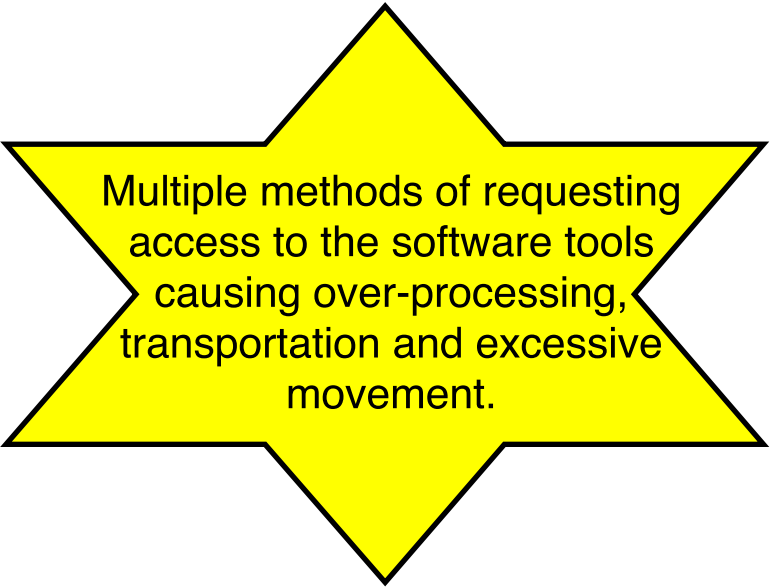 Multiple methods of requesting
access to the software tools
causing over-processing,
transportation and excessive
movement.